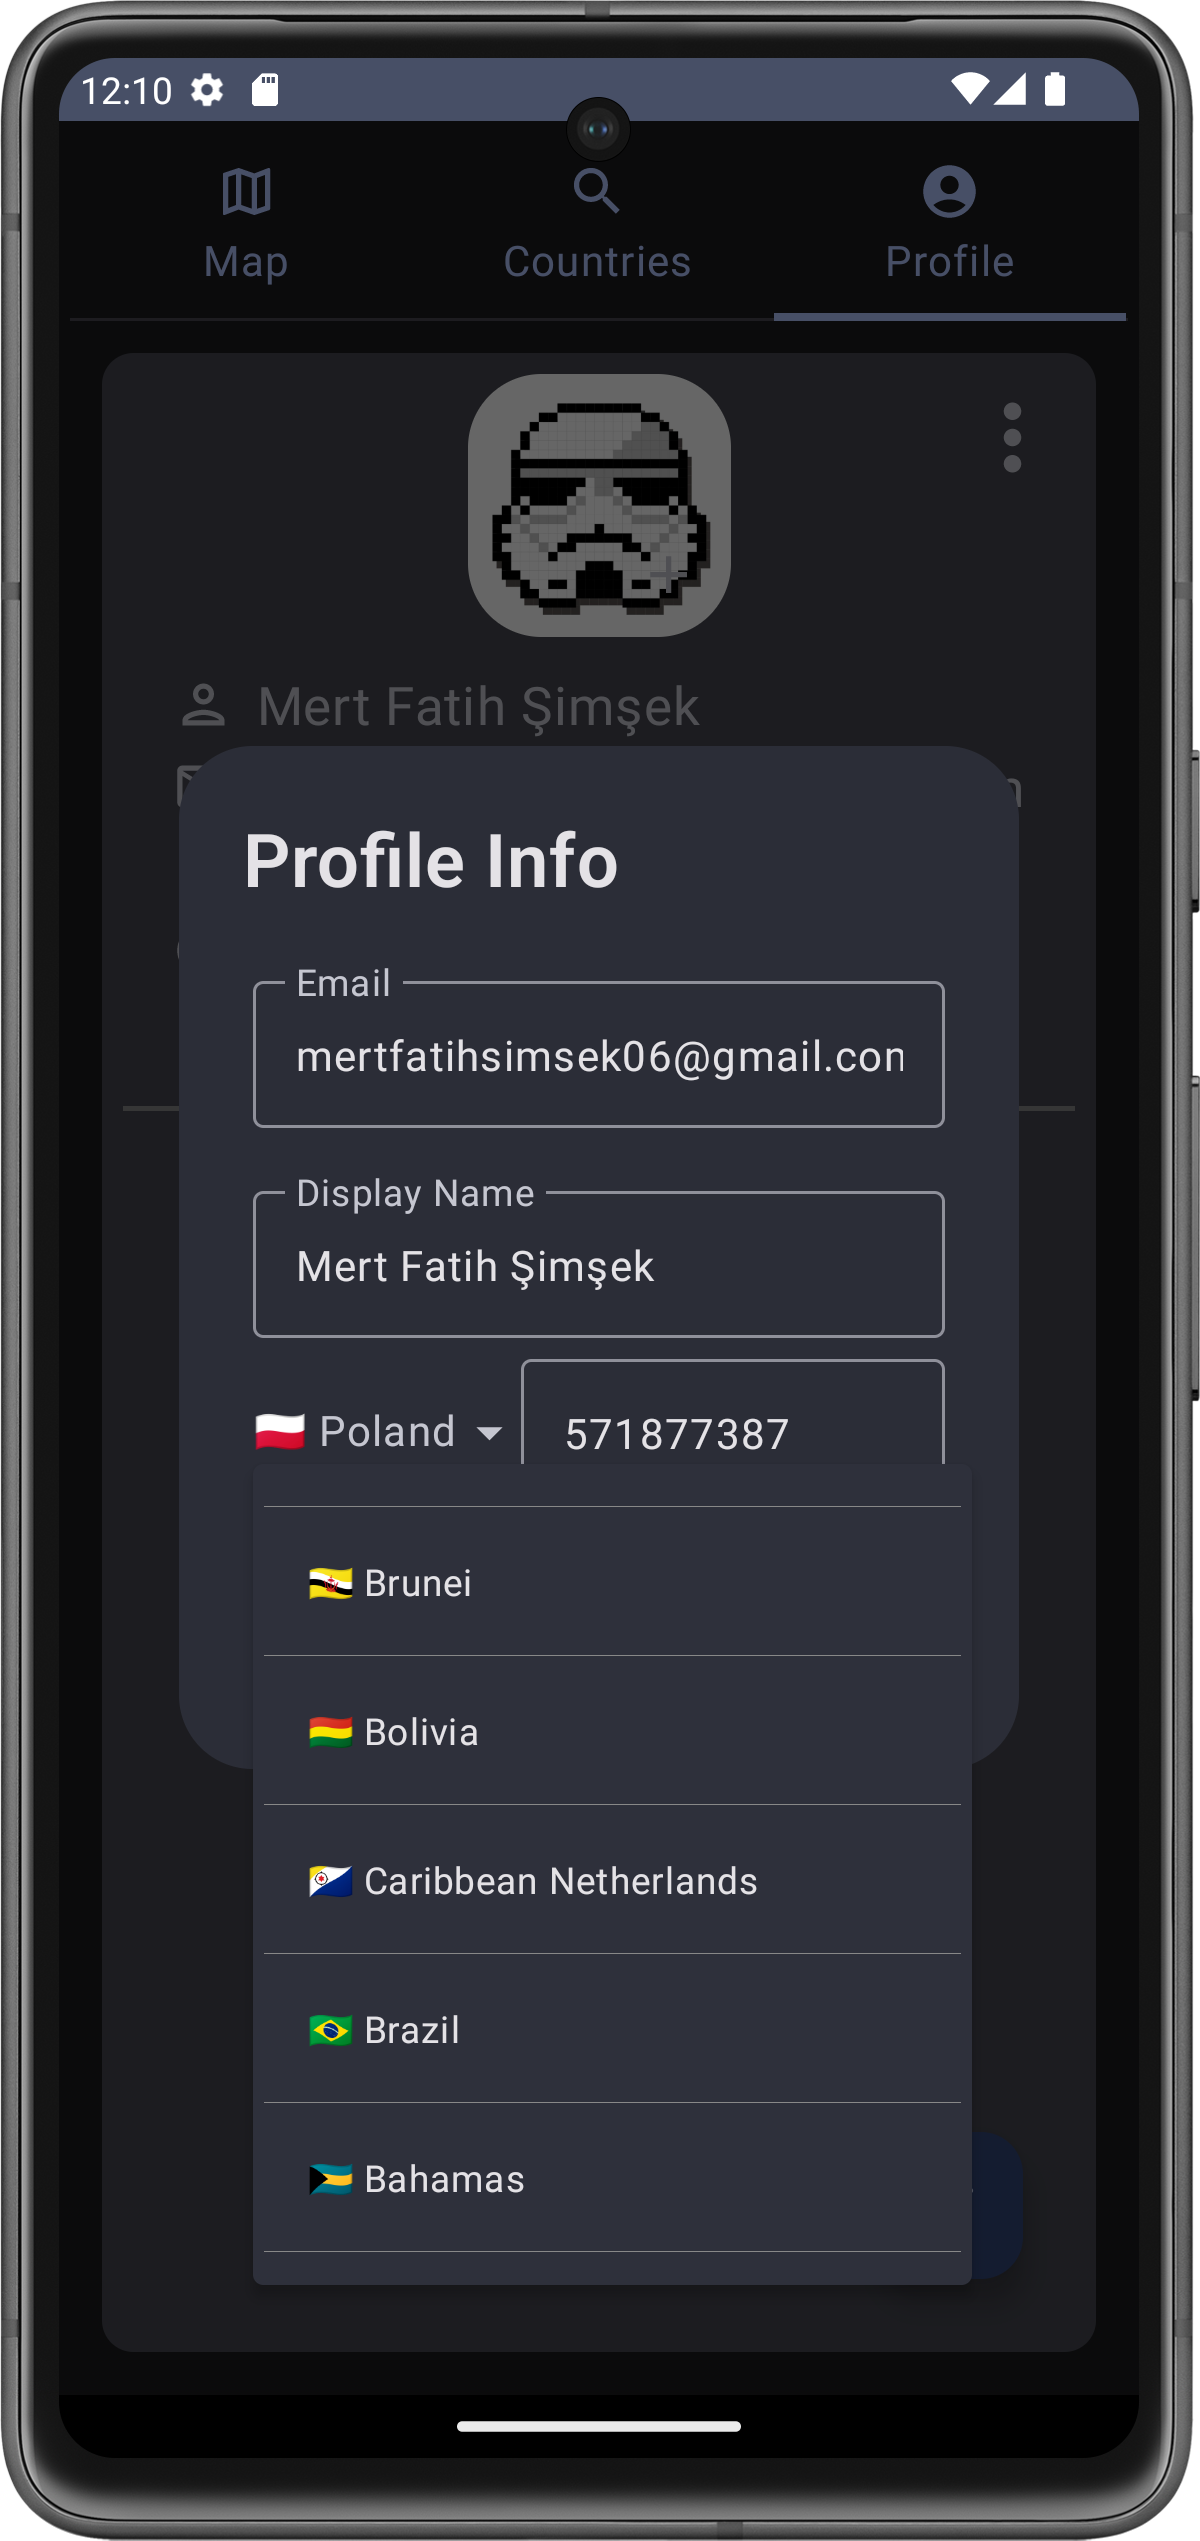 12:10
Map
Countries
Profile
Mert Fatih Şimşek
Profile Info
Email
mertfatihsimsek06@gmail.con
Display Name
Mert Fatih Şimşek
Poland
571877387
Brunei
Bolivia
Caribbean Netherlands
Brazil
Bahamas